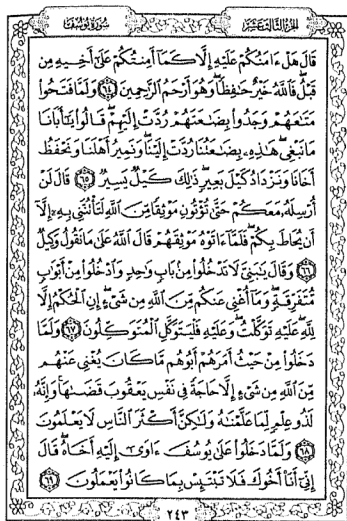 الجزء الثالث عشر
سورة يوسف
قَالَ هَلْ ءَامَنُكُمْ عَلَيْهِ إِلَّا كَمَآ أَمِنتُكُمْ عَلَىٰٓ أَخِيهِ مِن
قَبْلُ فَٱللَّهُ خَيْرٌ حَٰفِظًا وَهُوَ أَرْحَمُ ٱلرَّٰحِمِينَ ٦٤ وَلَمَّا فَتَحُوا۟
مَتَٰعَهُمْ وَجَدُوا۟ بِضَٰعَتَهُمْ رُدَّتْ إِلَيْهِمْ قَالُوا۟ يَٰٓأَبَانَا
مَا نَبْغِى هَٰذِهِۦ بِضَٰعَتُنَا رُدَّتْ إِلَيْنَا وَنَمِيرُ أَهْلَنَا وَنَحْفَظُ
أَخَانَا وَنَزْدَادُ كَيْلَ بَعِيرٍ ذَٰلِكَ كَيْلٌ يَسِيرٌ ٦٥ قَالَ لَنْ
أُرْسِلَهُۥ مَعَكُمْ حَتَّىٰ تُؤْتُونِ مَوْثِقًا مِّنَ ٱللَّهِ لَتَأْتُنَّنِى بِهِۦٓ إِلَّآ
أَن يُحَاطَ بِكُمْ فَلَمَّآ ءَاتَوْهُ مَوْثِقَهُمْ قَالَ ٱللَّهُ عَلَىٰ مَا نَقُولُ وَكِيلٌ
٦٦ وَقَالَ يَٰبَنِىَّ لَا تَدْخُلُوا۟ مِنۢ بَابٍ وَٰحِدٍ وَٱدْخُلُوا۟ مِنْ أَبْوَٰبٍ
مُّتَفَرِّقَةٍ وَمَآ أُغْنِى عَنكُم مِّنَ ٱللَّهِ مِن شَىْءٍ إِنِ ٱلْحُكْمُ إِلَّا
لِلَّهِ عَلَيْهِ تَوَكَّلْتُ وَعَلَيْهِ فَلْيَتَوَكَّلِ ٱلْمُتَوَكِّلُونَ ٦٧ وَلَمَّا
دَخَلُوا۟ مِنْ حَيْثُ أَمَرَهُمْ أَبُوهُم مَّا كَانَ يُغْنِى عَنْهُم
مِّنَ ٱللَّهِ مِن شَىْءٍ إِلَّا حَاجَةً فِى نَفْسِ يَعْقُوبَ قَضَىٰهَا وَإِنَّهُۥ
لَذُو عِلْمٍ لِّمَا عَلَّمْنَٰهُ وَلَٰكِنَّ أَكْثَرَ ٱلنَّاسِ لَا يَعْلَمُونَ
٦٨ وَلَمَّا دَخَلُوا۟ عَلَىٰ يُوسُفَ ءَاوَىٰٓ إِلَيْهِ أَخَاهُ قَالَ
إِنِّىٓ أَنَا۠ أَخُوكَ فَلَا تَبْتَئِسْ بِمَا كَانُوا۟ يَعْمَلُونَ ٦٩
٢٤٣